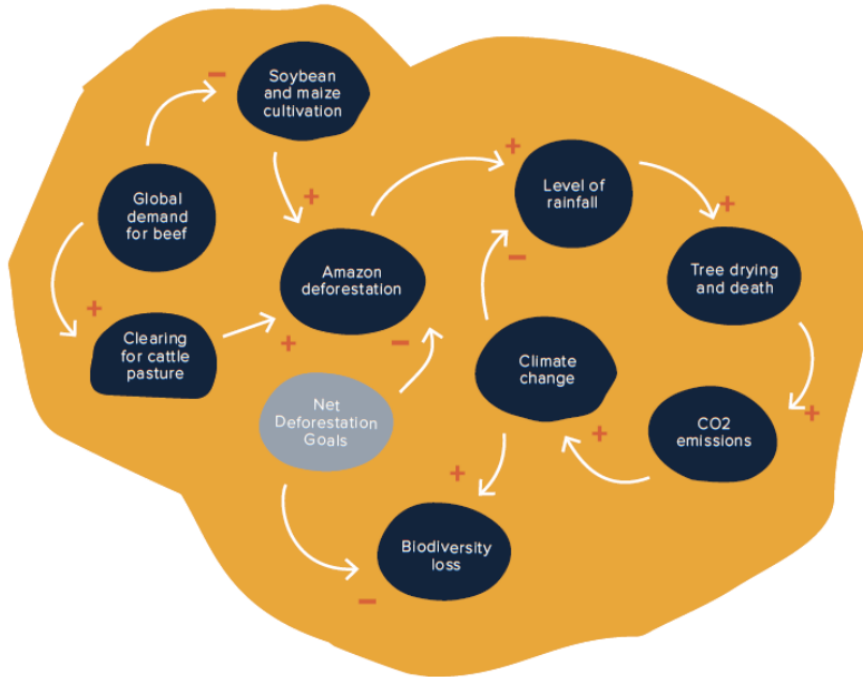 Soybean
and maize
cultivation
−
+
Global
demand
for beef
+
Level of
rainfall
+
+
Amazon
deforestation
−
Tree drying
and death
+
Clearing
for cattle
pasture
+
−
Climate
change
Net
Deforestation
Goals
CO2
emissions
+
+
+
Biodiversity
loss
−